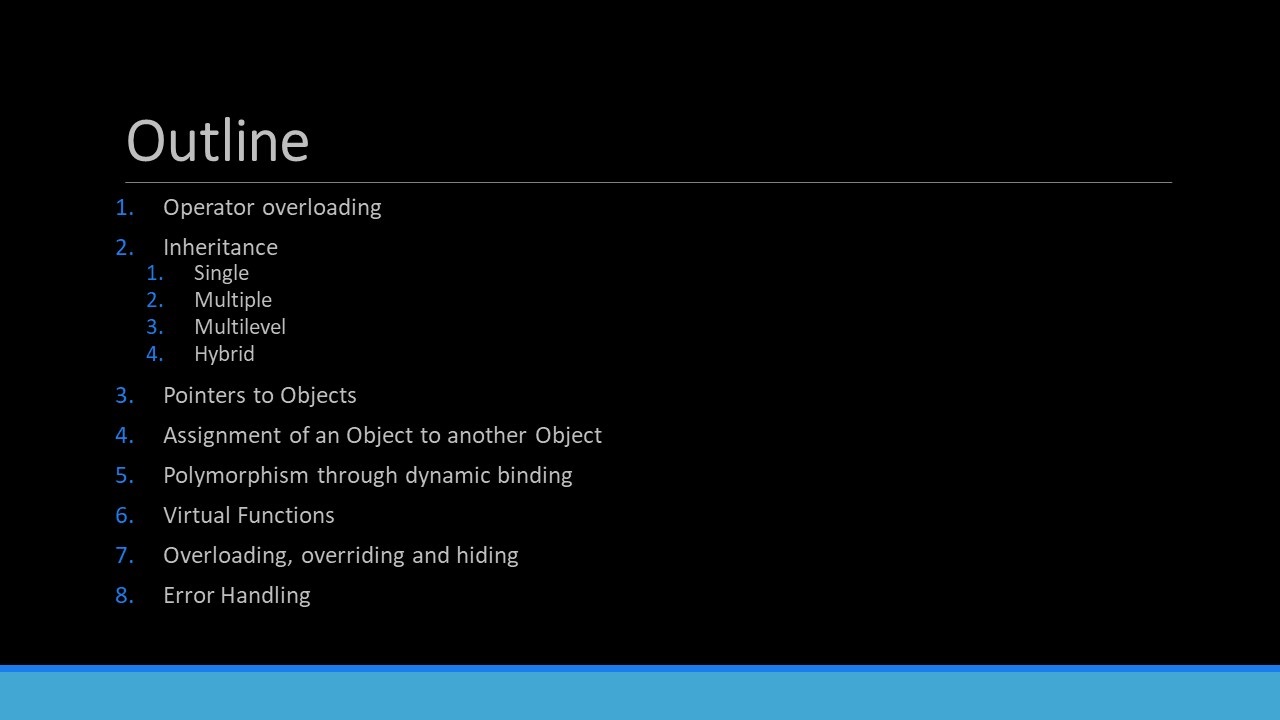 Outline
1. Operator overloading
2. Inheritance
1. Single
2. Multiple
3. Multilevel
4. Hybrid
3. Pointers to Objects
4. Assignment of an Object to another Object
5. Polymorphism through dynamic binding
6. Virtual Functions
7. Overloading, overriding and hiding
8. Error Handling